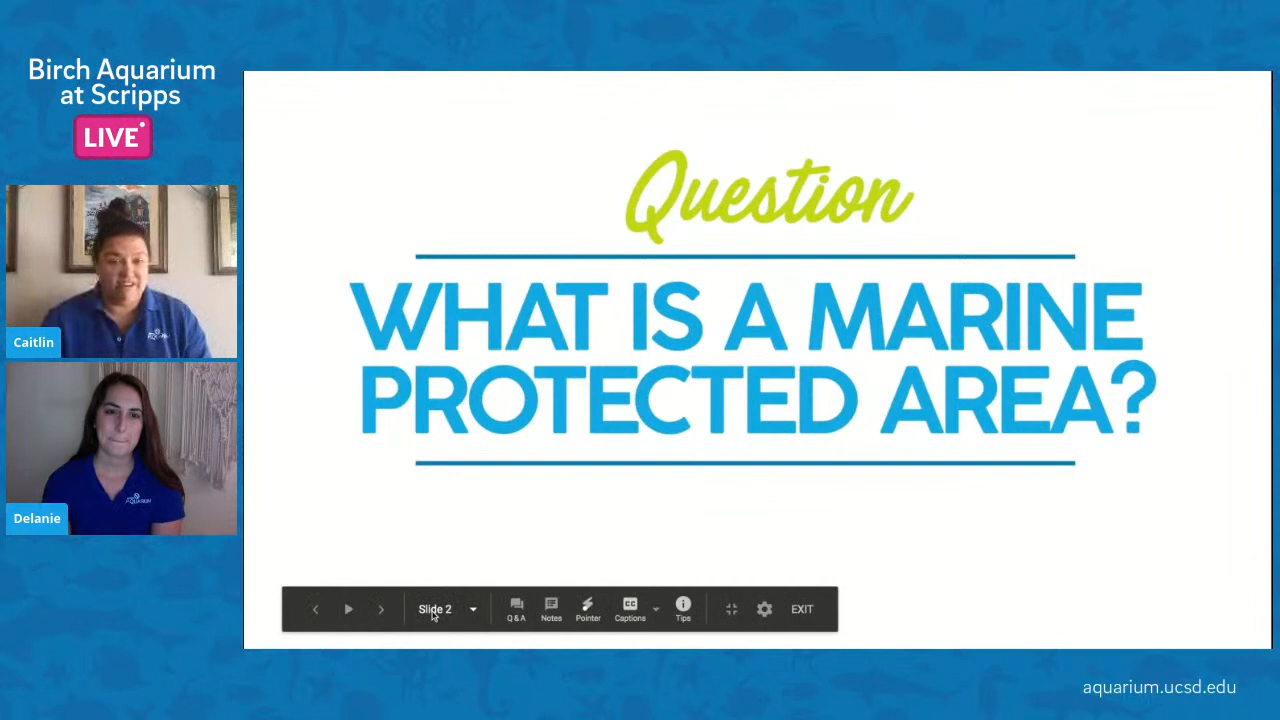 Birch Aquarium
at Scripps
LIVE
Caitlin
Delanie
Question
WHAT IS A MARINE
PROTECTED AREA?
Slide 2
Q & A
Notes
Pointer
CC
Captions
Tips
EXIT
aquarium.ucsd.edu